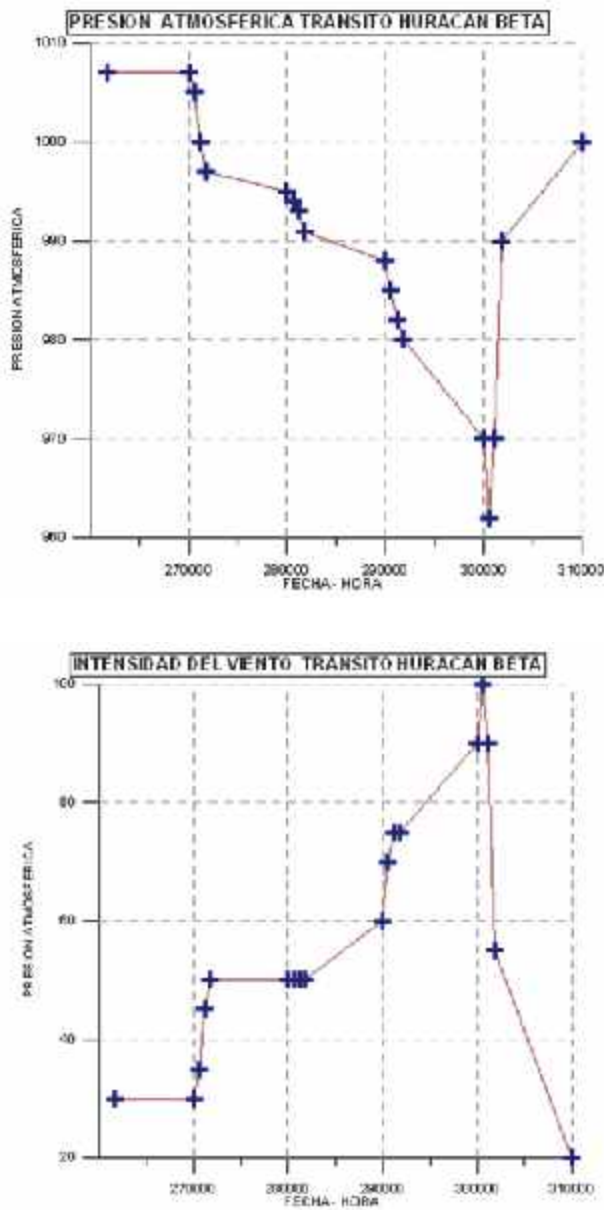 PRESION ATMOSFERICA TRANSITO HURACAN BETA
1010
1000
990
980
970
960
PRESION ATMOSFERICA
270000 280000 290000 300000 310000
FECHA - HORA
INTENSIDAD DEL VIENTO TRANSITO HURACAN BETA
100
80
60
40
20
PRESION ATMOSFERICA
270000 280000 290000 300000 310000
FECHA - HORA